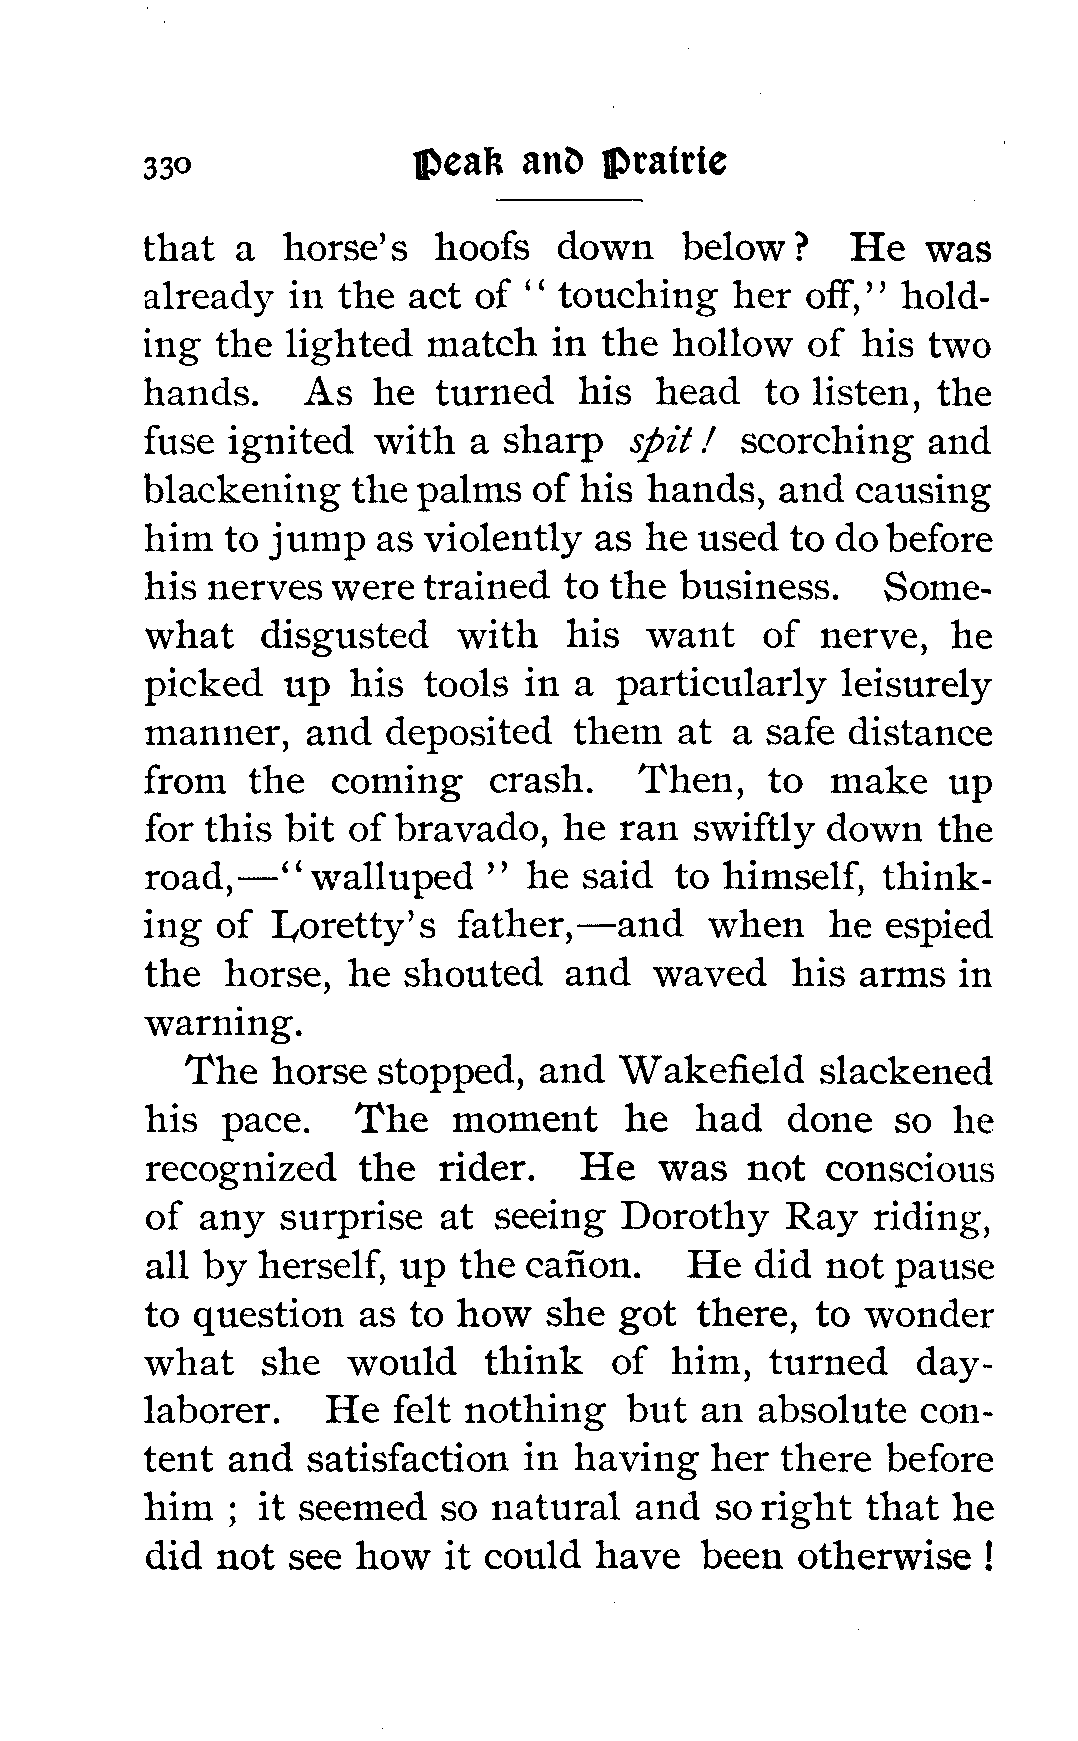 330 Peak and Prairie
that a horse's hoofs down below? He was
already in the act of "touching her off," hold-
ing the lighted match in the hollow of his two
hands. As he turned his head to listen, the
fuse ignited with a sharp spit! scorching and
blackening the palms of his hands, and causing
him to jump as violently as he used to do before
his nerves were trained to the business. Some-
what disgusted with his want of nerve, he
picked up his tools in a particularly leisurely
manner, and deposited them at a safe distance
from the coming crash. Then, to make up
for this bit of bravado, he ran swiftly down the
road,—"walluped" he said to himself, think-
ing of Loretty's father,—and when he espied
the horse, he shouted and waved his arms in
warning.
The horse stopped, and Wakefield slackened
his pace. The moment he had done so he
recognized the rider. He was not conscious
of any surprise at seeing Dorothy Ray riding,
all by herself, up the cañon. He did not pause
to question as to how she got there, to wonder
what she would think of him, turned day-
laborer. He felt nothing but an absolute con-
tent and satisfaction in having her there before
him ; it seemed so natural and so right that he
did not see how it could have been otherwise !